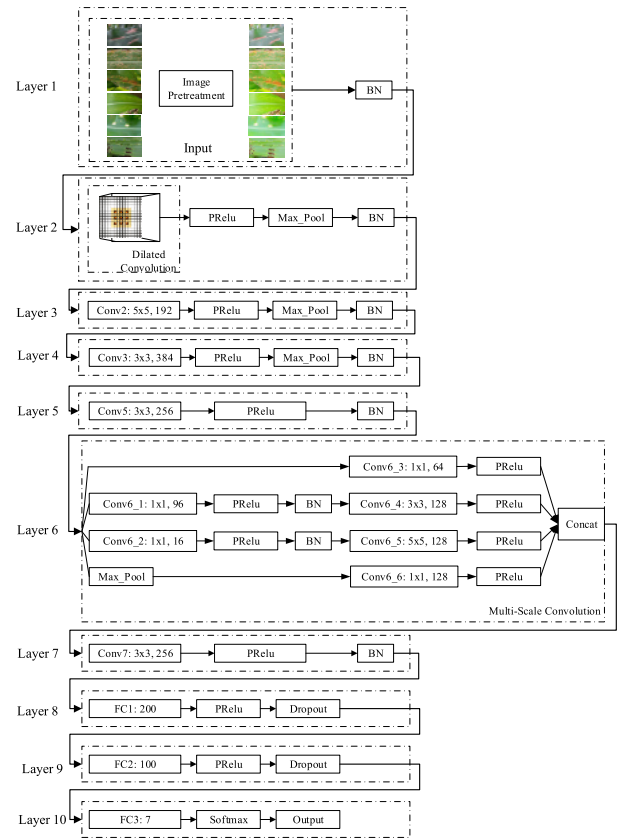 Layer 1
Image
Pretreatment
Input
BN
Layer 2
Dilated
Convolution
PRelu
Max_Pool
BN
Layer 3
Conv2: 5x5, 192
PRelu
Max_Pool
BN
Layer 4
Conv3: 3x3, 384
PRelu
Max_Pool
BN
Layer 5
Conv5: 3x3, 256
PRelu
BN
Layer 6
Conv6_3: 1x1, 64
PRelu
Conv6_1: 1x1, 96
PRelu
BN
Conv6_4: 3x3, 128
PRelu
Conv6_2: 1x1, 16
PRelu
BN
Conv6_5: 5x5, 128
PRelu
Max_Pool
Conv6_6: 1x1, 128
PRelu
Concat
Multi-Scale Convolution
Layer 7
Conv7: 3x3, 256
PRelu
BN
Layer 8
FC1: 200
PRelu
Dropout
Layer 9
FC2: 100
PRelu
Dropout
Layer 10
FC3: 7
Softmax
Output